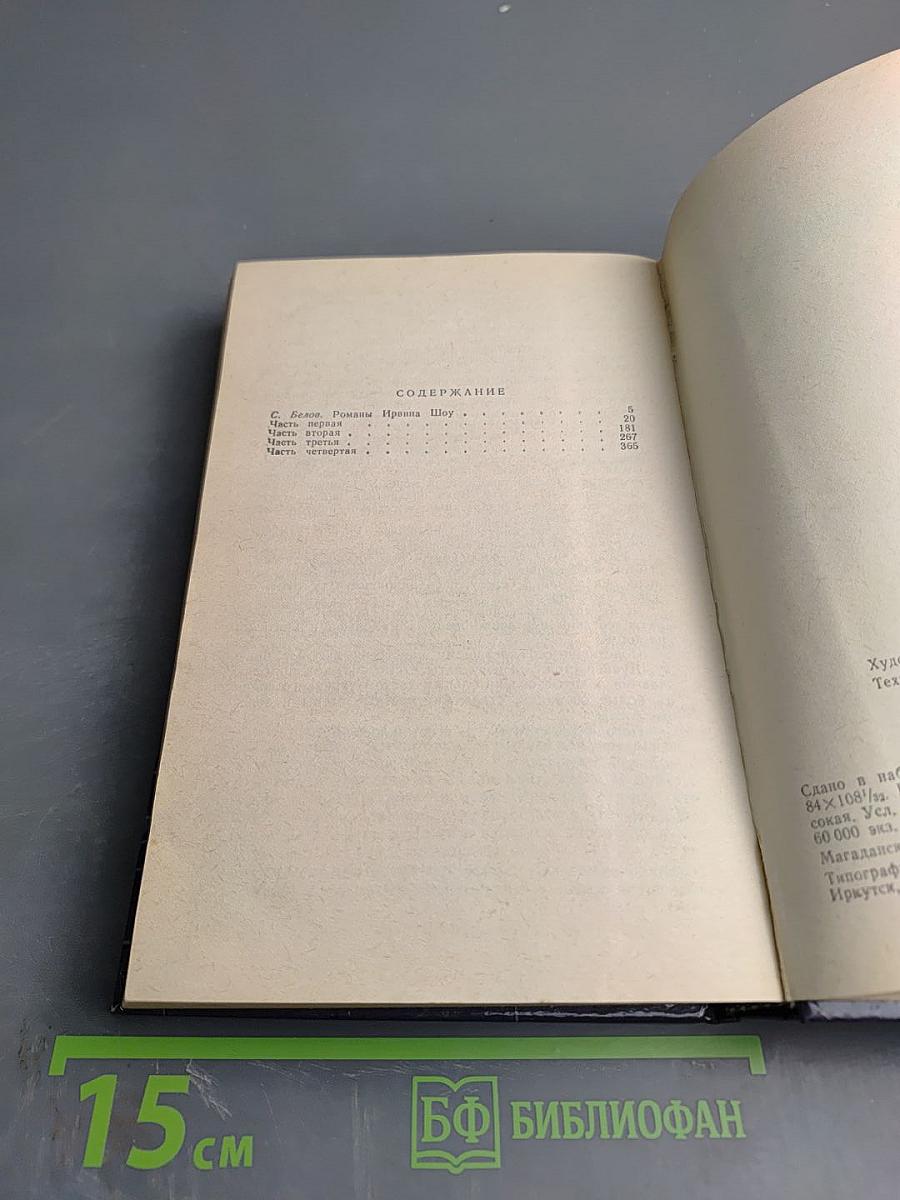 СОДЕРЖАНИЕ
С. Белов. Романы Ирвина Шоу . . . . . . . . . 5
Часть первая . . . . . . . . . . . . . 20
Часть вторая . . . . . . . . . . . . . 181
Часть третья . . . . . . . . . . . . . 267
Часть четвертая . . . . . . . . . . . . . 365
Худо
Тех
Сдано в наб
84×108¹/₃₂.
сокая. Усл.
60 000 экз.
Магаданск
Типограф
Иркутск,
15 см
БФ БИБЛИОФАН